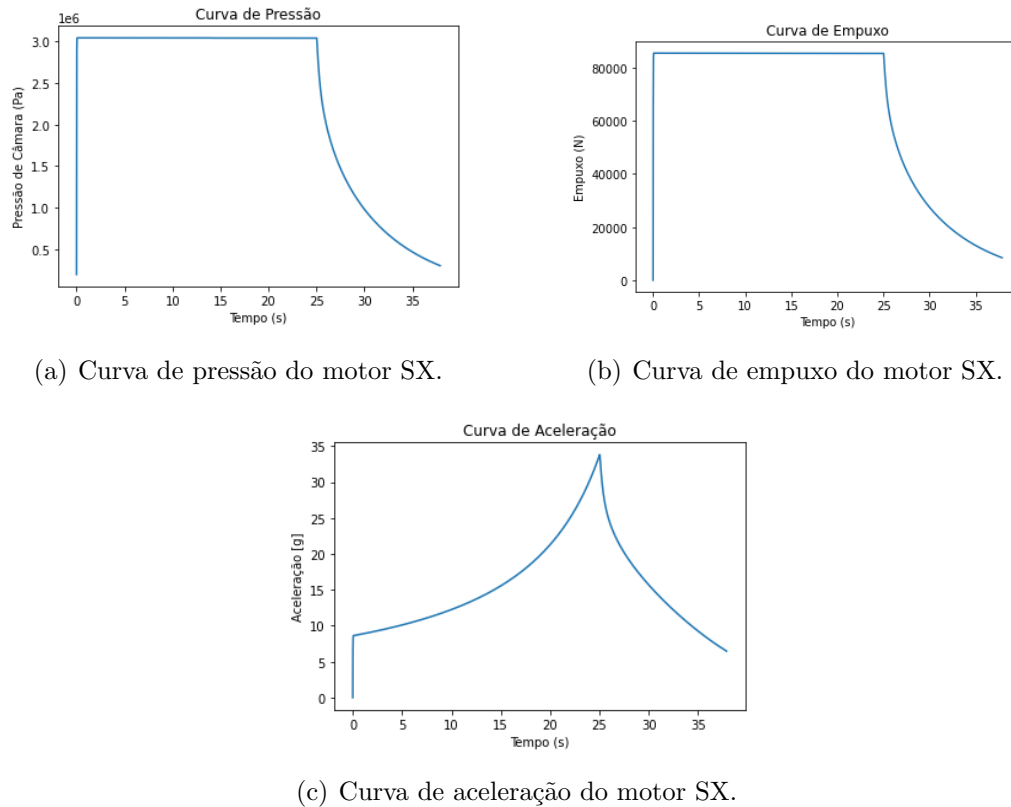 Curva de Pressão
1e6
3.0
2.5
2.0
1.5
1.0
0.5
Pressão de Câmara (Pa)
0 5 10 15 20 25 30 35
Tempo (s)
(a) Curva de pressão do motor SX.
Curva de Empuxo
80000
60000
40000
20000
0
Empuxo (N)
0 5 10 15 20 25 30 35
Tempo (s)
(b) Curva de empuxo do motor SX.
Curva de Aceleração
35
30
25
20
15
10
5
0
Aceleração [g]
0 5 10 15 20 25 30 35
Tempo (s)
(c) Curva de aceleração do motor SX.